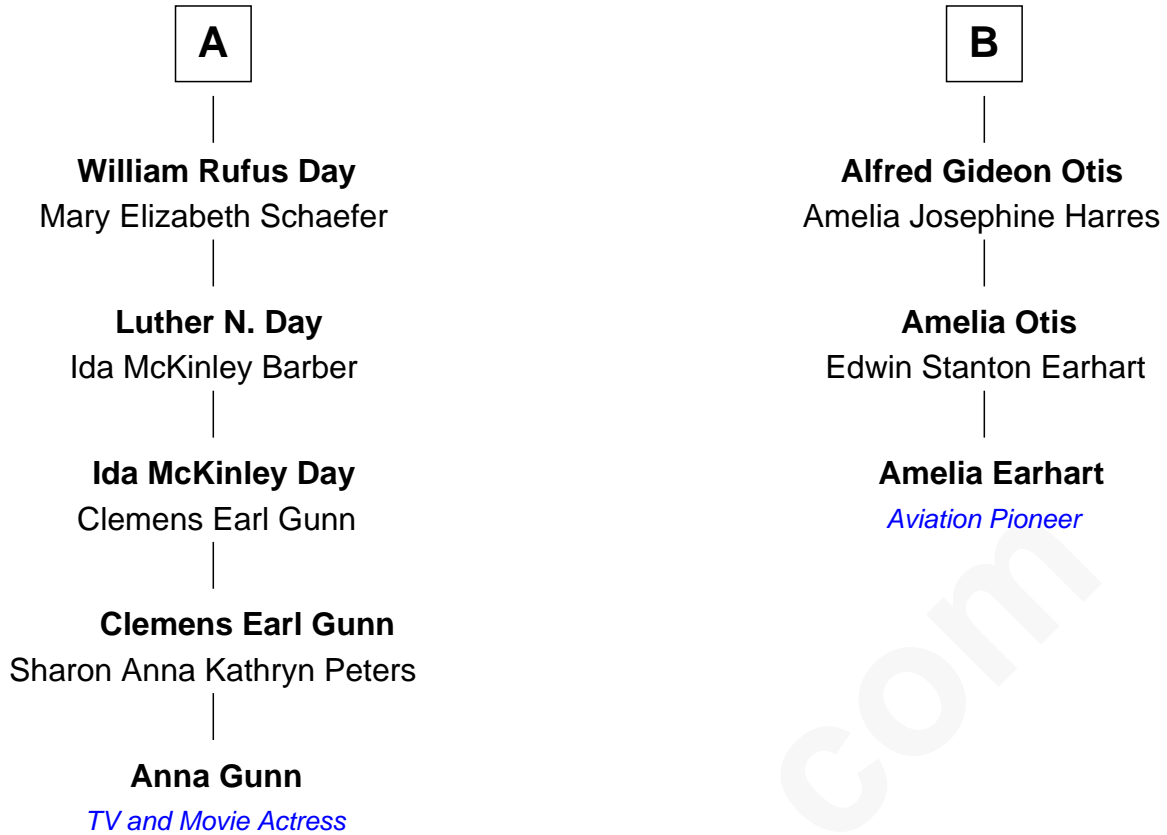 A
William Rufus Day
Mary Elizabeth Schaefer
Luther N. Day
Ida McKinley Barber
Ida McKinley Day
Clemens Earl Gunn
Clemens Earl Gunn
Sharon Anna Kathryn Peters
Anna Gunn
TV and Movie Actress
B
Alfred Gideon Otis
Amelia Josephine Harres
Amelia Otis
Edwin Stanton Earhart
Amelia Earhart
Aviation Pioneer
com